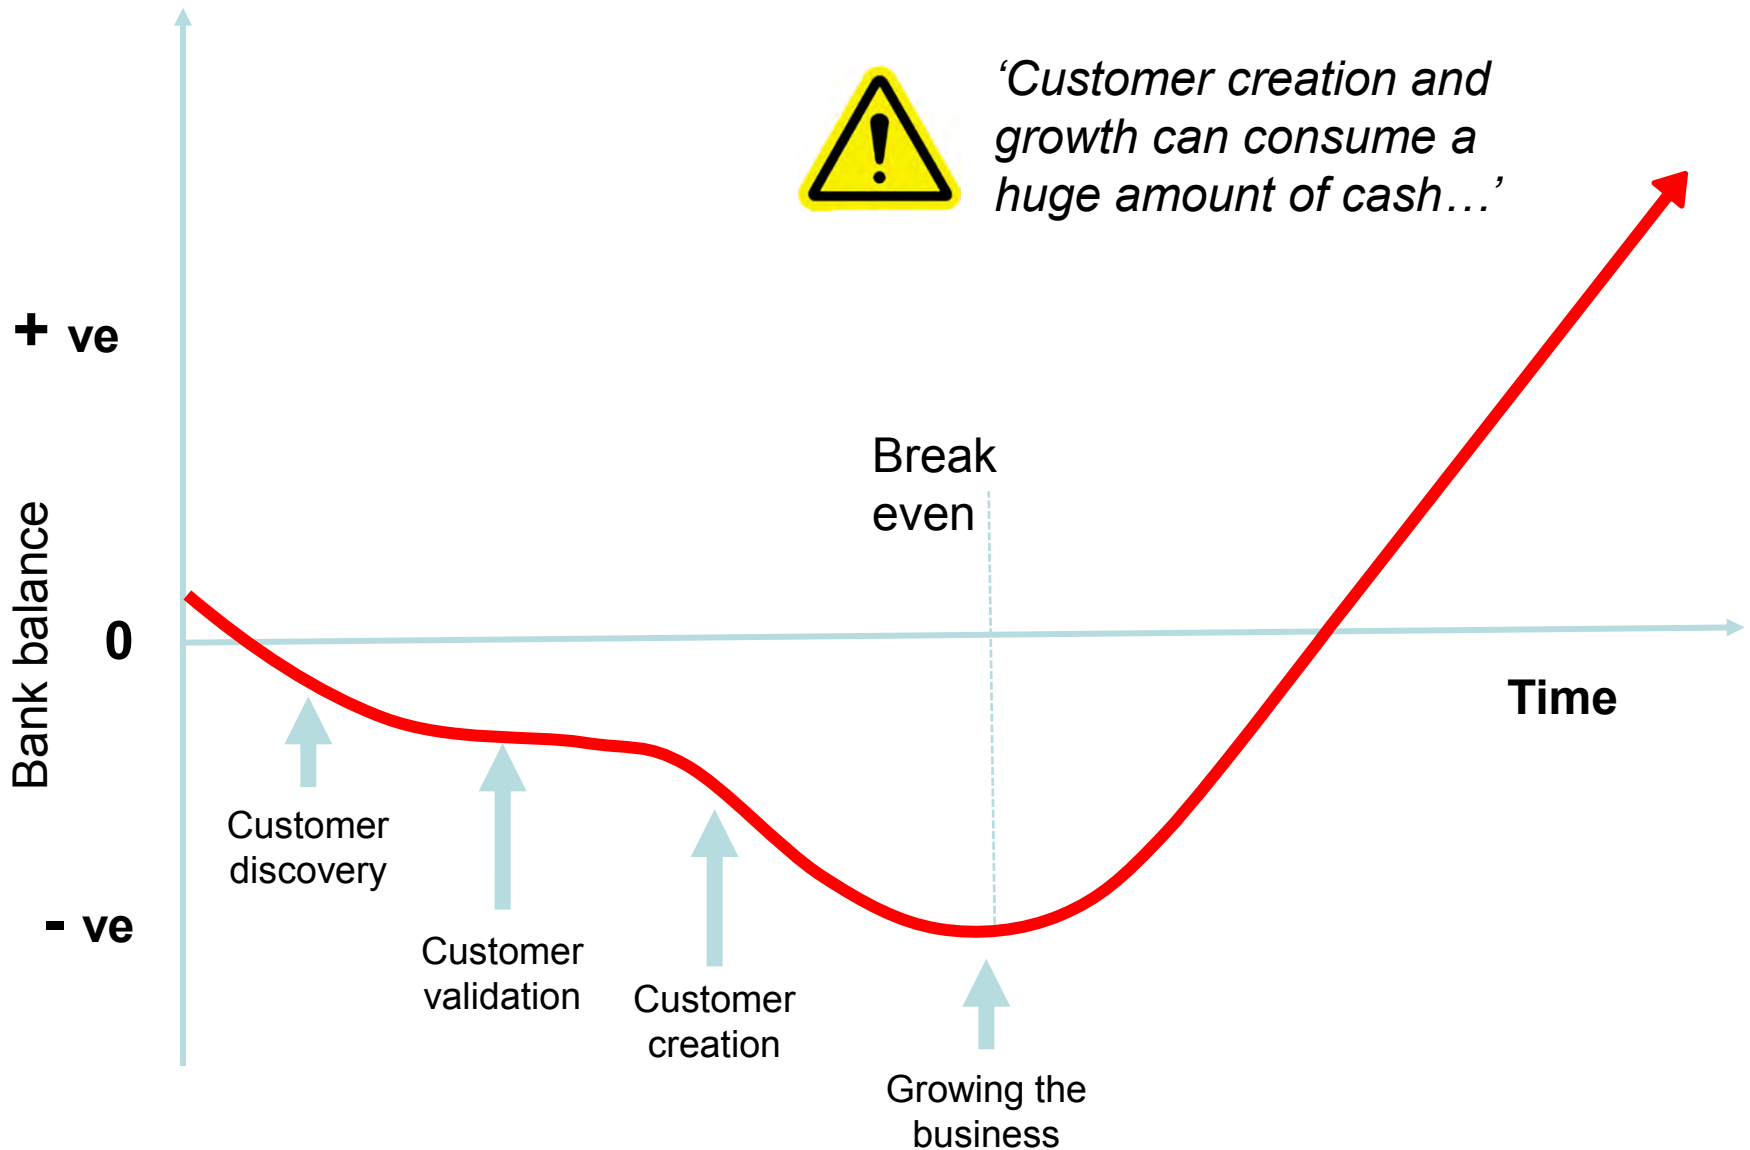 ‘Customer creation and
growth can consume a
huge amount of cash…’
+ ve
Break
even
Bank balance
0
Time
Customer
discovery
- ve
Customer
validation
Customer
creation
Growing the
business